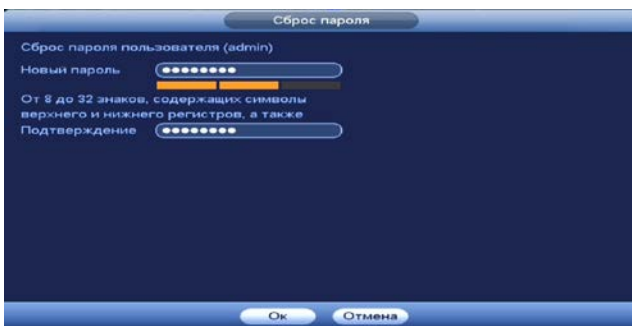 Сброс пароля
Сброс пароля пользователя (admin)
Новый пароль ●●●●●●●●
От 8 до 32 знаков, содержащих символы
верхнего и нижнего регистров, а также
Подтверждение ●●●●●●●●
Ок Отмена